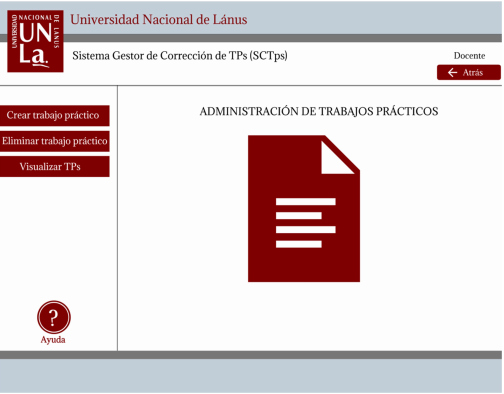 UNIVERSIDAD NACIONAL DE LANÚS
UNLa.
Universidad Nacional de Lánus
Sistema Gestor de Corrección de TPs (SCTps)
Docente
← Atrás
Crear trabajo práctico
Eliminar trabajo práctico
Visualizar TPs
ADMINISTRACIÓN DE TRABAJOS PRÁCTICOS
?
Ayuda